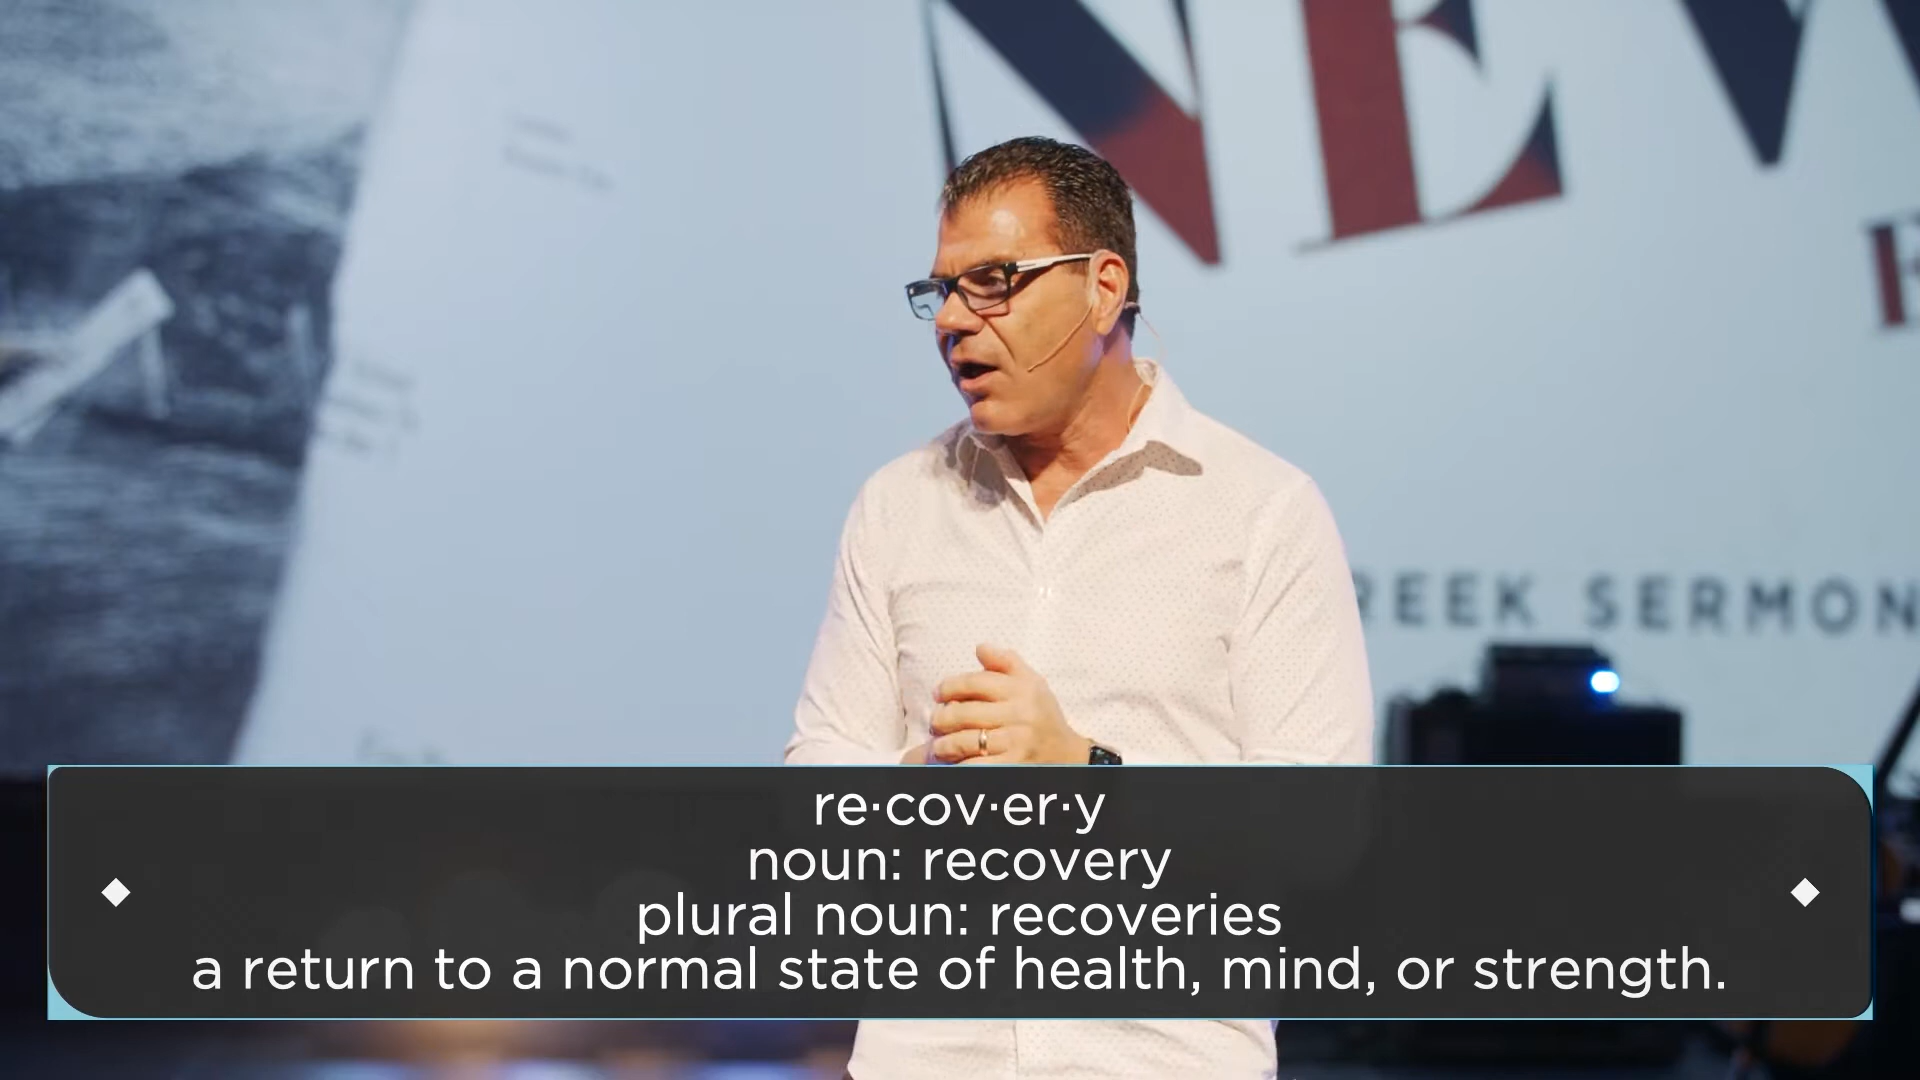 NEW
REEK SERMON
re·cov·er·y
noun: recovery
plural noun: recoveries
a return to a normal state of health, mind, or strength.